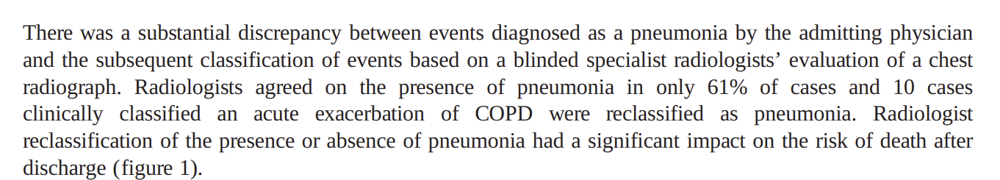 There was a substantial discrepancy between events diagnosed as a pneumonia by the admitting physician
and the subsequent classification of events based on a blinded specialist radiologists’ evaluation of a chest
radiograph. Radiologists agreed on the presence of pneumonia in only 61% of cases and 10 cases
clinically classified an acute exacerbation of COPD were reclassified as pneumonia. Radiologist
reclassification of the presence or absence of pneumonia had a significant impact on the risk of death after
discharge (figure 1).